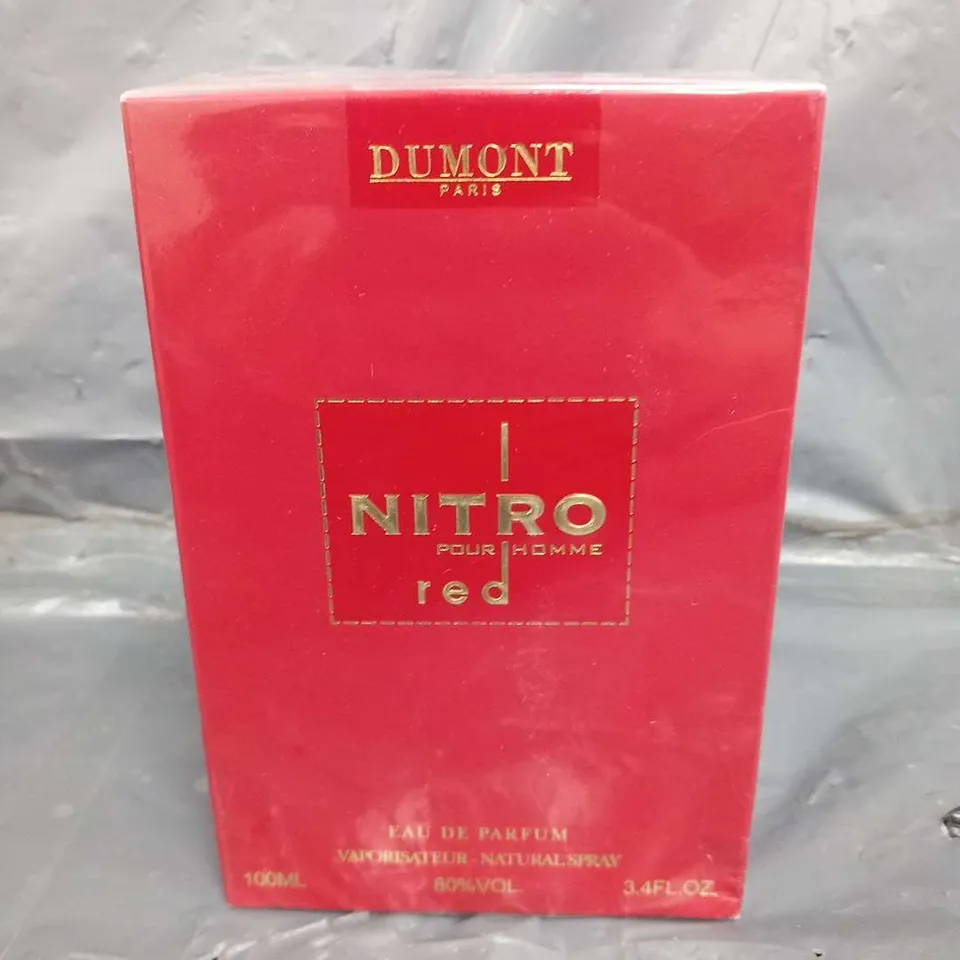 DUMONT
PARIS
NITRO
POUR HOMME
red
EAU DE PARFUM
VAPORISATEUR - NATURAL SPRAY
100ML 80%VOL 3.4FL.OZ.